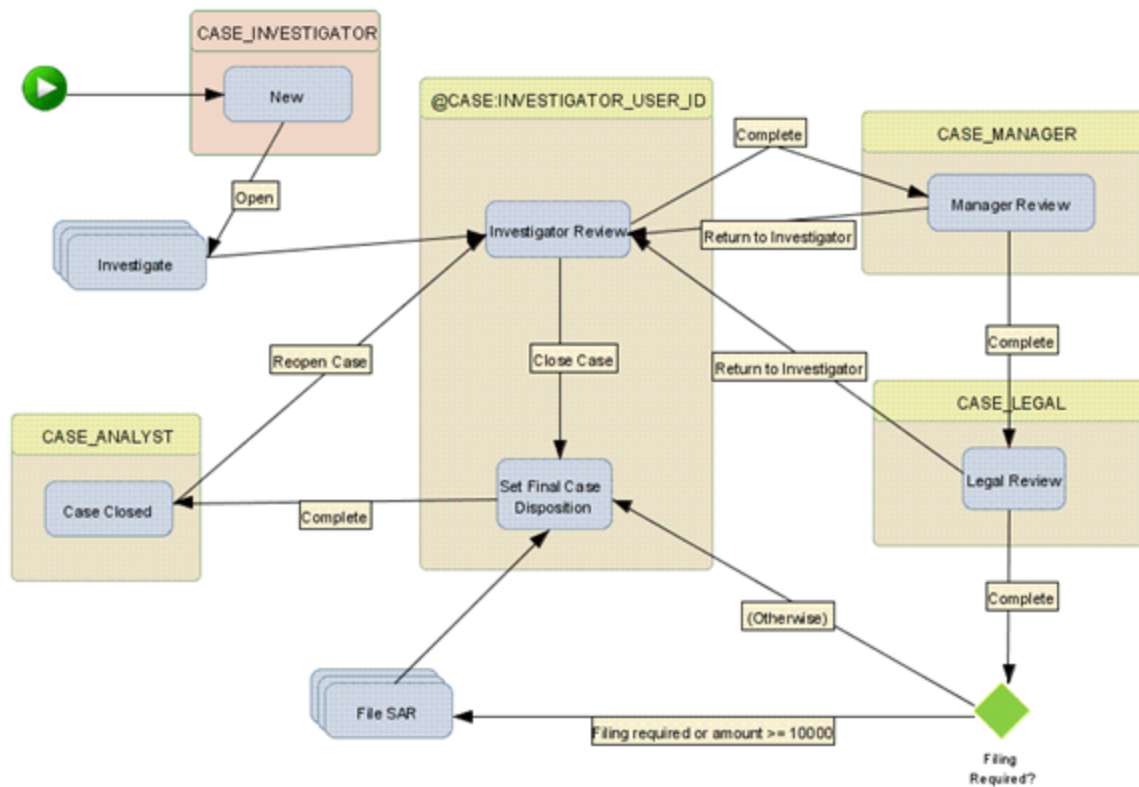 CASE_INVESTIGATOR
New
Open
Investigate
@CASE:INVESTIGATOR_USER_ID
Complete
CASE_MANAGER
Manager Review
Investigator Review
Return to Investigator
Reopen Case
Close Case
Complete
Return to Investigator
CASE_LEGAL
Legal Review
CASE_ANALYST
Case Closed
Complete
Set Final Case
Disposition
Complete
(Otherwise)
File SAR
Filing required or amount >= 10000
Filing
Required?